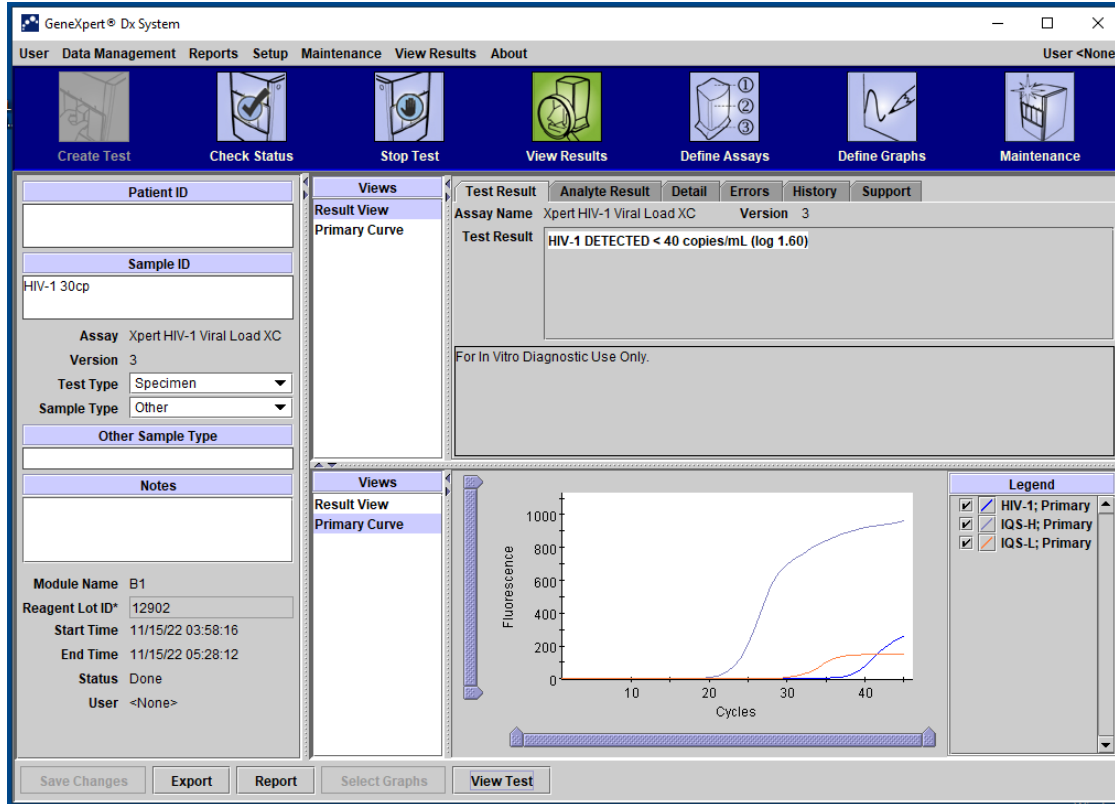 GeneXpert® Dx System
User Data Management Reports Setup Maintenance View Results About User <None
Create Test Check Status Stop Test View Results Define Assays Define Graphs Maintenance
1
2
3
Patient ID
Sample ID
HIV-1 30cp
Assay Xpert HIV-1 Viral Load XC
Version 3
Test Type Specimen
Sample Type Other
Other Sample Type
Notes
Module Name B1
Reagent Lot ID* 12902
Start Time 11/15/22 03:58:16
End Time 11/15/22 05:28:12
Status Done
User <None>
Views
Result View
Primary Curve
Test Result Analyte Result Detail Errors History Support
Assay Name Xpert HIV-1 Viral Load XC Version 3
Test Result HIV-1 DETECTED < 40 copies/mL (log 1.60)
For In Vitro Diagnostic Use Only.
Views
Result View
Primary Curve
Fluorescence
1000
800
600
400
200
0
10 20 30 40
Cycles
Legend
HIV-1; Primary
IQS-H; Primary
IQS-L; Primary
Save Changes Export Report Select Graphs View Test